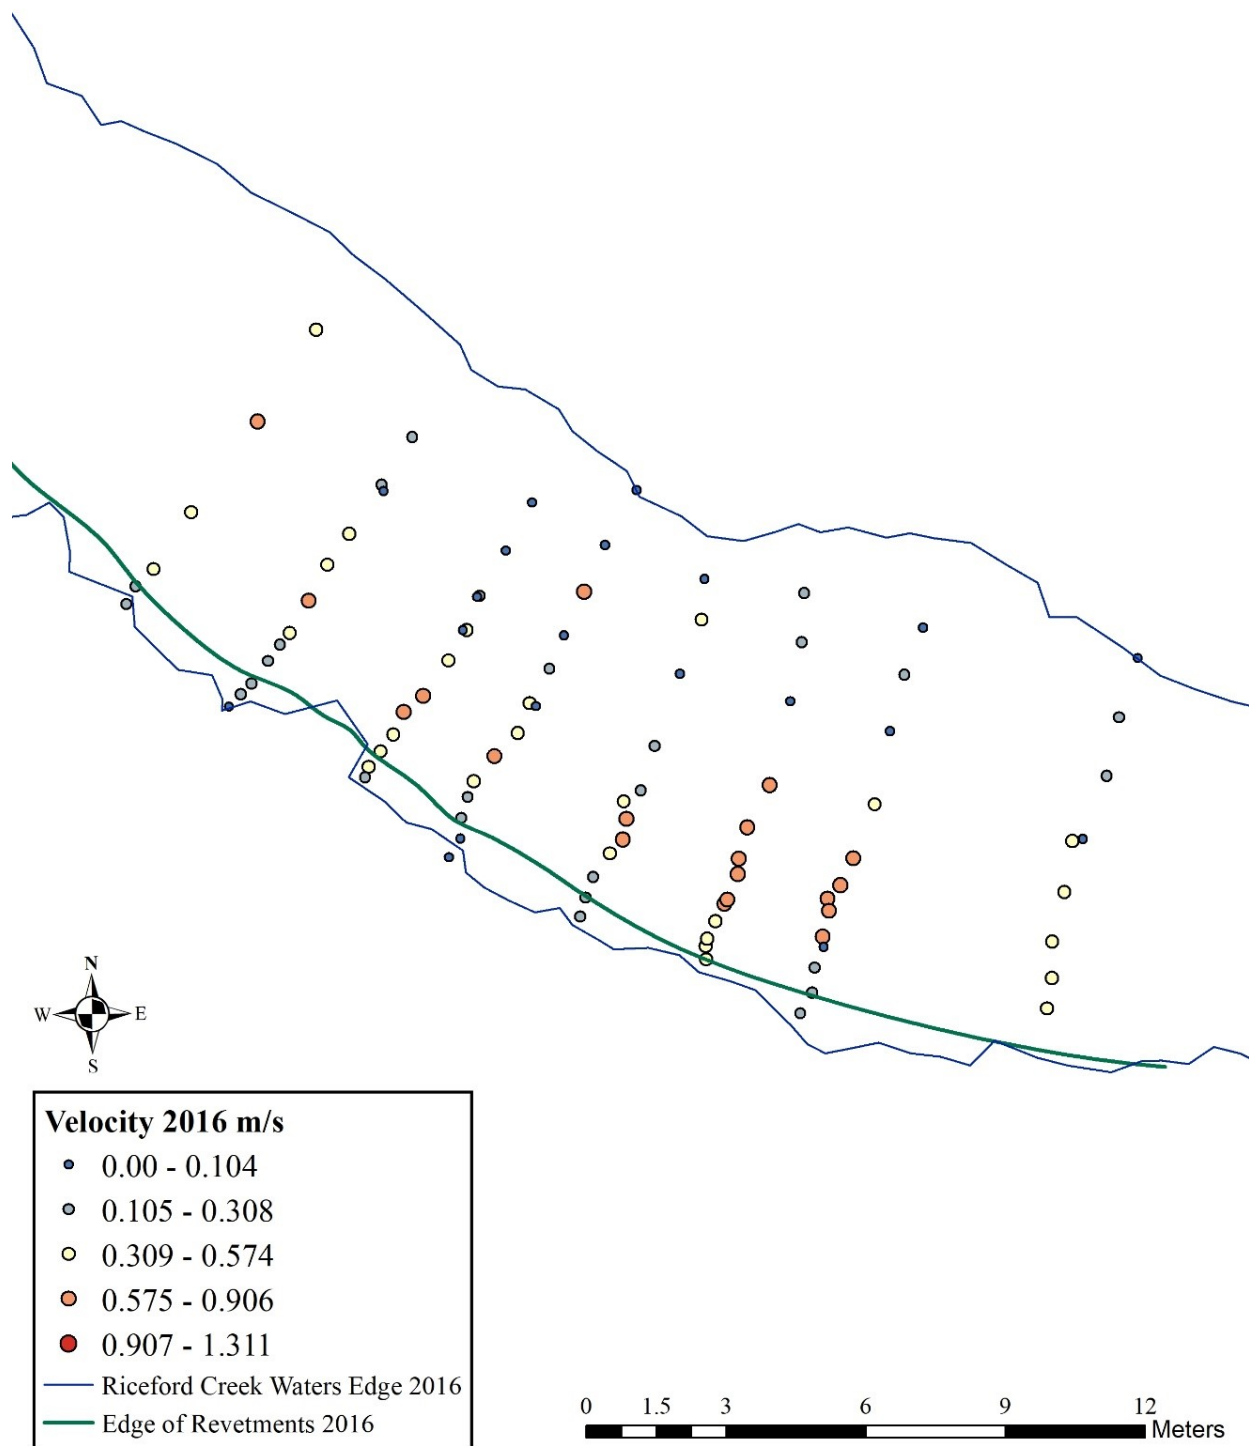 N
W E
S
Velocity 2016 m/s
0.00 - 0.104
0.105 - 0.308
0.309 - 0.574
0.575 - 0.906
0.907 - 1.311
Riceford Creek Waters Edge 2016
Edge of Revetments 2016
0 1.5 3 6 9 12
Meters